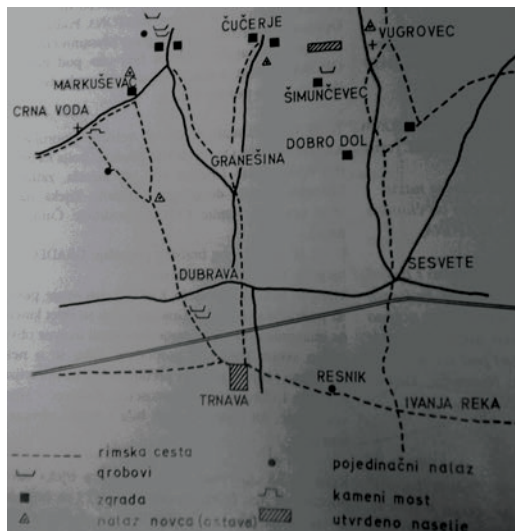 ČUČERJE
VUGROVEC
MARKUŠEVAC
ŠIMUNČEVEC
CRNA VODA
DOBRO DOL
GRANEŠINA
DUBRAVA
SESVETE
RESNIK
TRNAVA
IVANJA REKA
rimska cesta
grobovi
zgrada
nalaz novca (ostava)
pojedinačni nalaz
kameni most
utvrđeno naselje